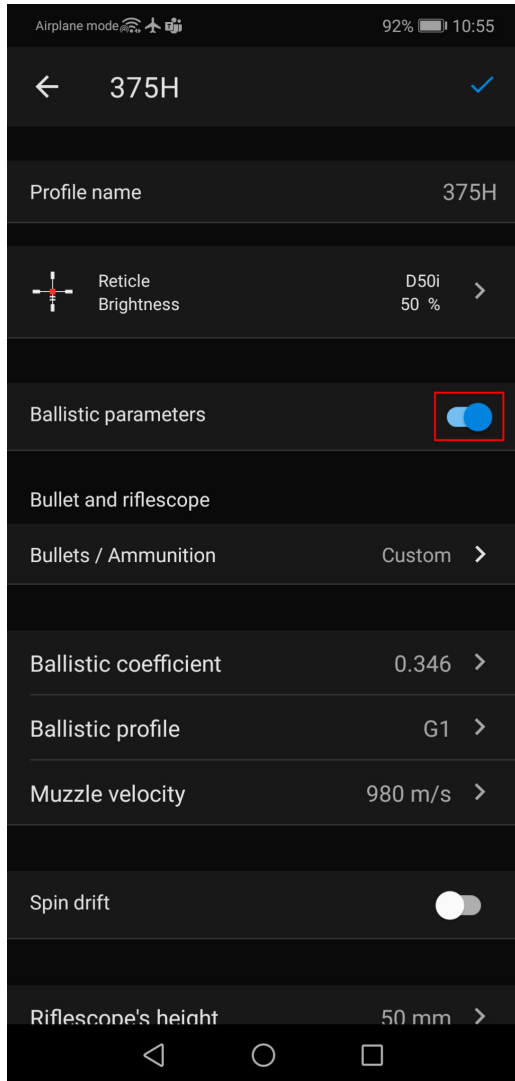 Airplane mode 92% 10:55
375H
Profile name 375H
Reticle D50i
Brightness 50 %
Ballistic parameters
Bullet and riflescope
Bullets / Ammunition Custom
Ballistic coefficient 0.346
Ballistic profile G1
Muzzle velocity 980 m/s
Spin drift
Riflescope's height 50 mm